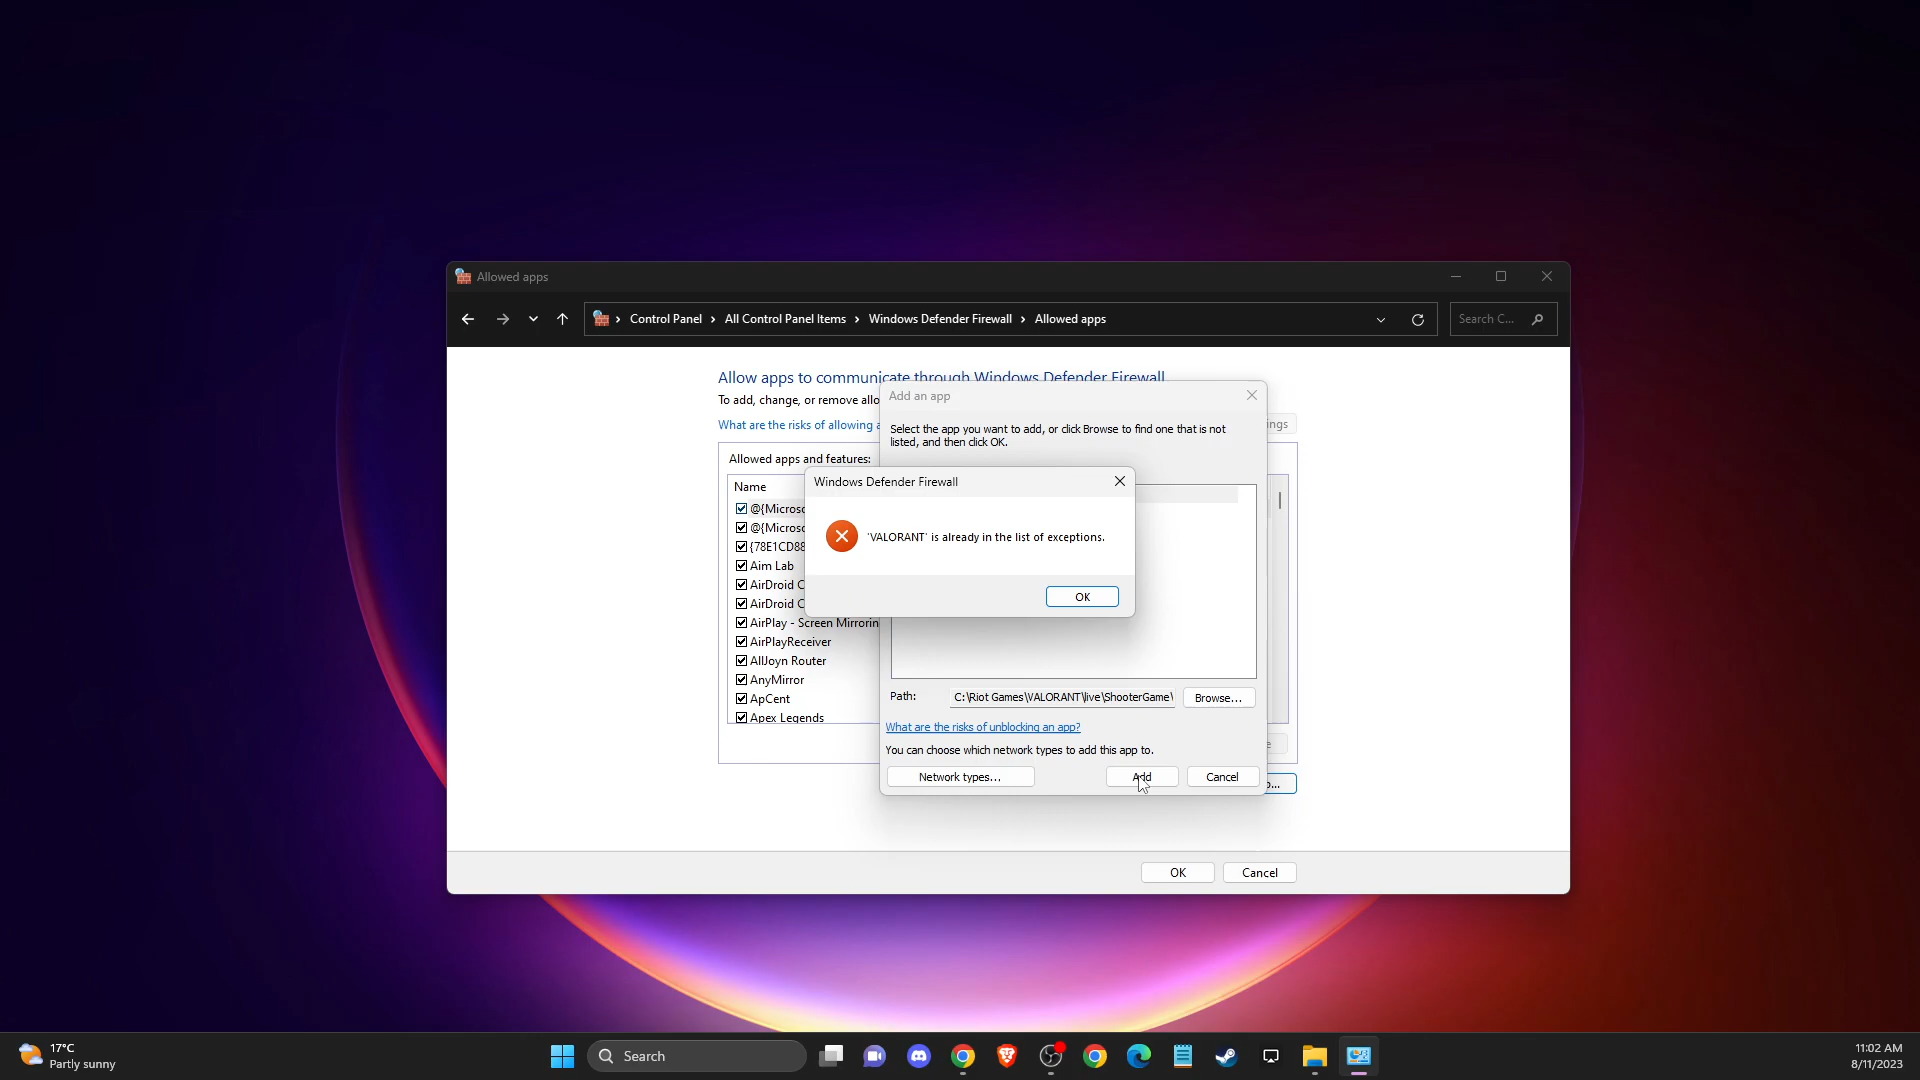 Allowed apps
Control Panel > All Control Panel Items > Windows Defender Firewall > Allowed apps
Search C...
Allow apps to communicate through Windows Defender Firewall
To add, change, or remove allo
What are the risks of allowing a
ings
Allowed apps and features:
Name
@{Microso
@{Microso
{78E1CD88
Aim Lab
AirDroid C
AirDroid C
AirPlay - Screen Mirrorin
AirPlayReceiver
AllJoyn Router
AnyMirror
ApCent
Apex Legends
Add an app
Select the app you want to add, or click Browse to find one that is not
listed, and then click OK.
Windows Defender Firewall
'VALORANT' is already in the list of exceptions.
OK
Path:
C:\Riot Games\VALORANT\live\ShooterGame\
Browse...
What are the risks of unblocking an app?
You can choose which network types to add this app to.
Network types...
Add
Cancel
OK
Cancel
17°C
Partly sunny
Search
11:02 AM
8/11/2023